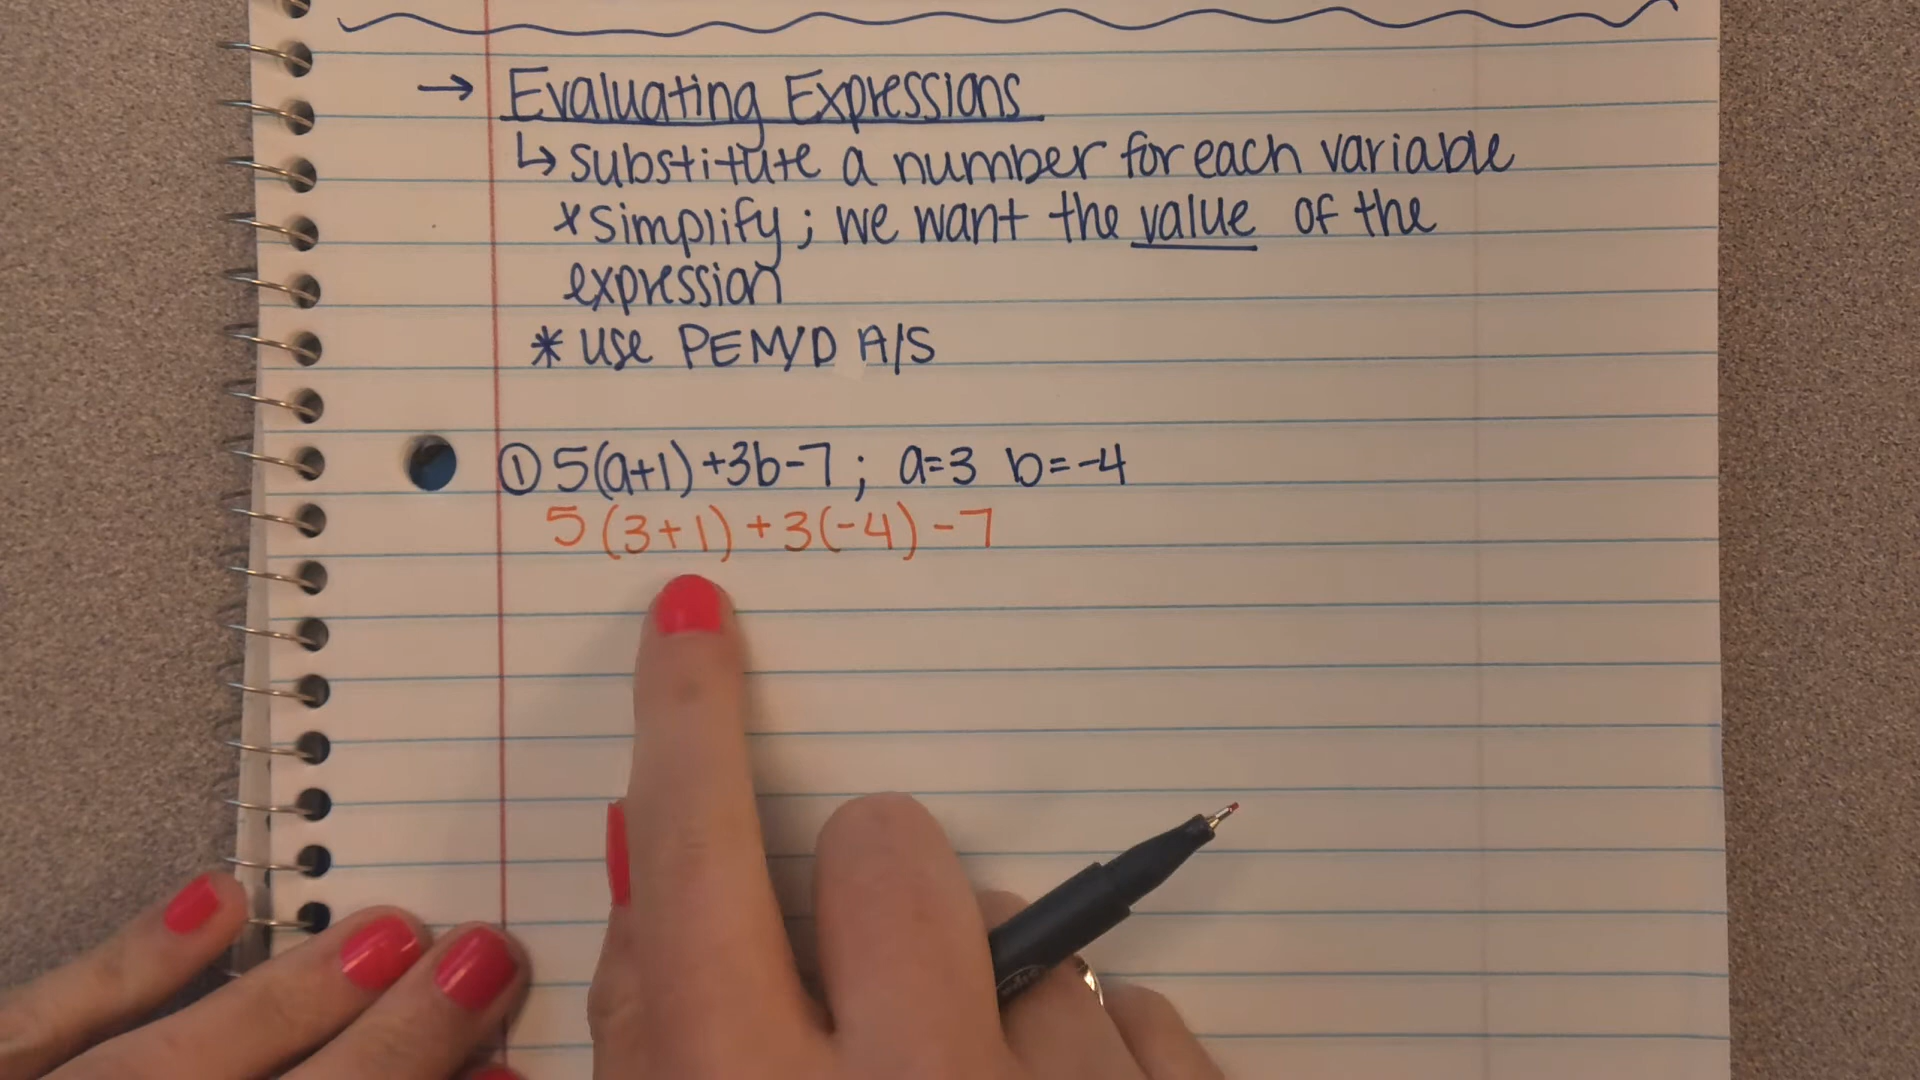 → Evaluating Expressions
↳ substitute a number for each variable
* simplify; we want the value of the
expression
* use PEM/D A/S
① 5(a+1)+3b-7; a=3 b=-4
5(3+1)+3(-4)-7